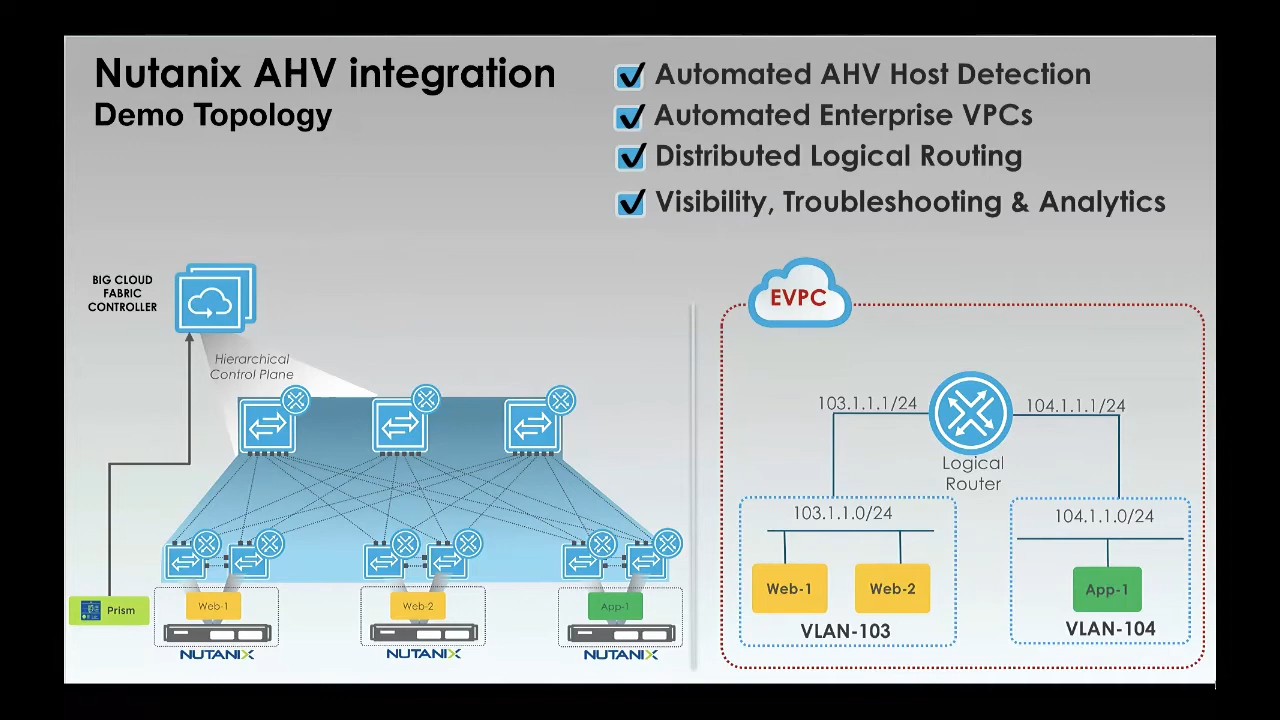 Nutanix AHV integration
Demo Topology
Automated AHV Host Detection
Automated Enterprise VPCs
Distributed Logical Routing
Visibility, Troubleshooting & Analytics
BIG CLOUD
FABRIC
CONTROLLER
Hierarchical
Control Plane
Prism
Web-1
Web-2
App-1
NUTANIX
NUTANIX
NUTANIX
EVPC
103.1.1.1/24
104.1.1.1/24
Logical
Router
103.1.1.0/24
104.1.1.0/24
Web-1
Web-2
App-1
VLAN-103
VLAN-104